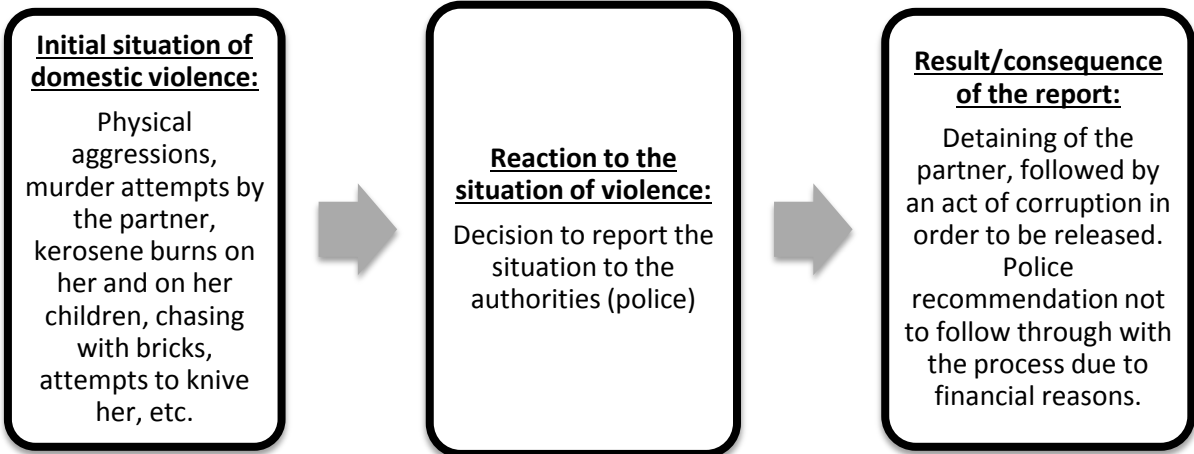 Initial situation of
domestic violence:
Physical
aggressions,
murder attempts by
the partner,
kerosene burns on
her and on her
children, chasing
with bricks,
attempts to knive
her, etc.
Reaction to the
situation of violence:
Decision to report the
situation to the
authorities (police)
Result/consequence
of the report:
Detaining of the
partner, followed by
an act of corruption in
order to be released.
Police
recommendation not
to follow through with
the process due to
financial reasons.